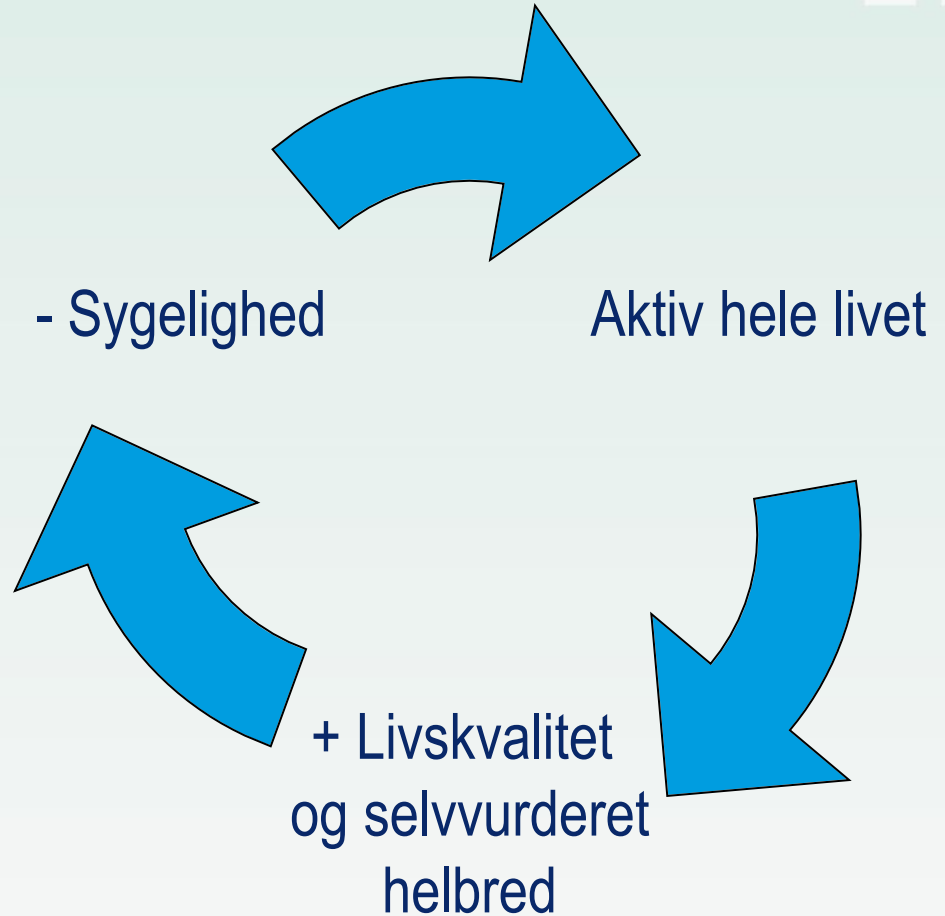 - Sygelighed
Aktiv hele livet
+ Livskvalitet
og selvvurderet
helbred